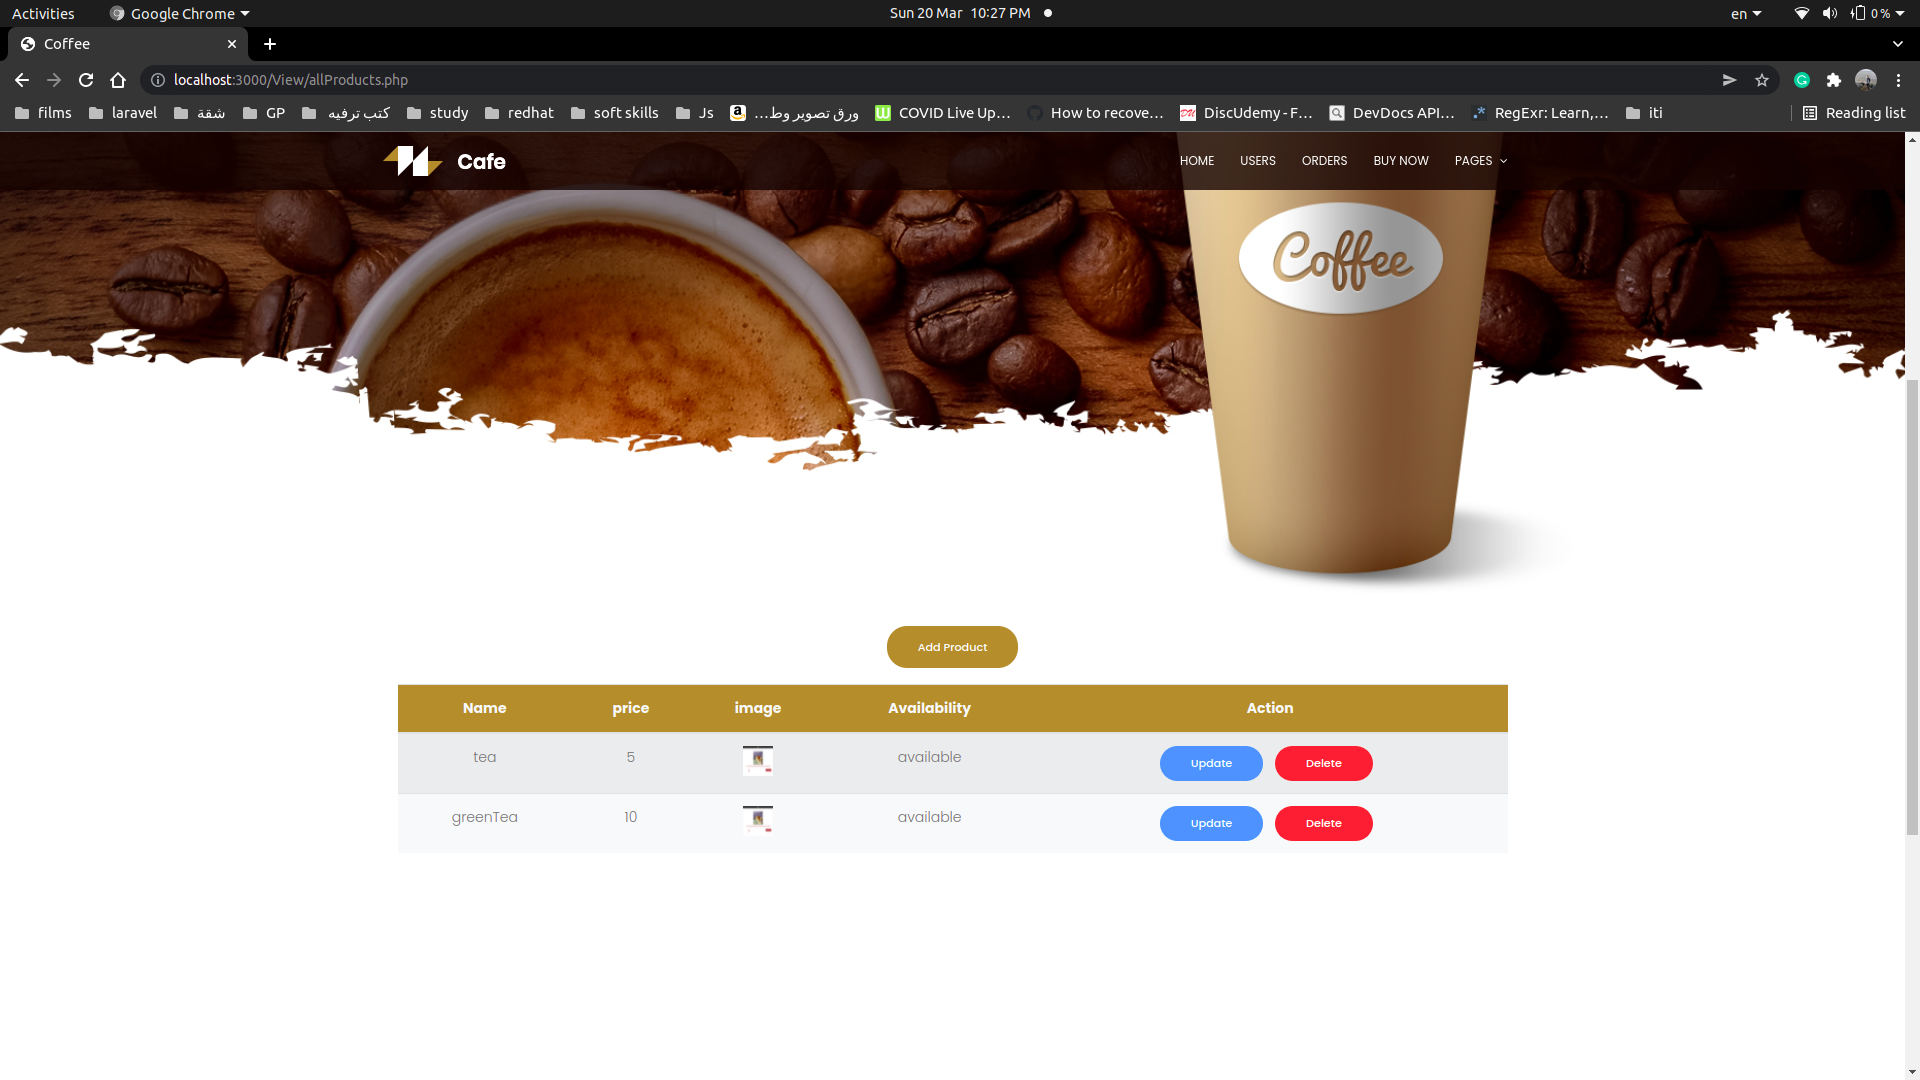 Activities Google Chrome Sun 20 Mar 10:27 PM en 0 %
Coffee
localhost:3000/View/allProducts.php
films laravel شقة GP كتب ترفيه study redhat soft skills Js ورق تصوير وط... COVID Live Up... How to recove... DiscUdemy - F... DevDocs API... RegExr: Learn,... iti Reading list
Cafe HOME USERS ORDERS BUY NOW PAGES
Coffee
Add Product
Name price image Availability Action
tea 5 available Update Delete
greenTea 10 available Update Delete